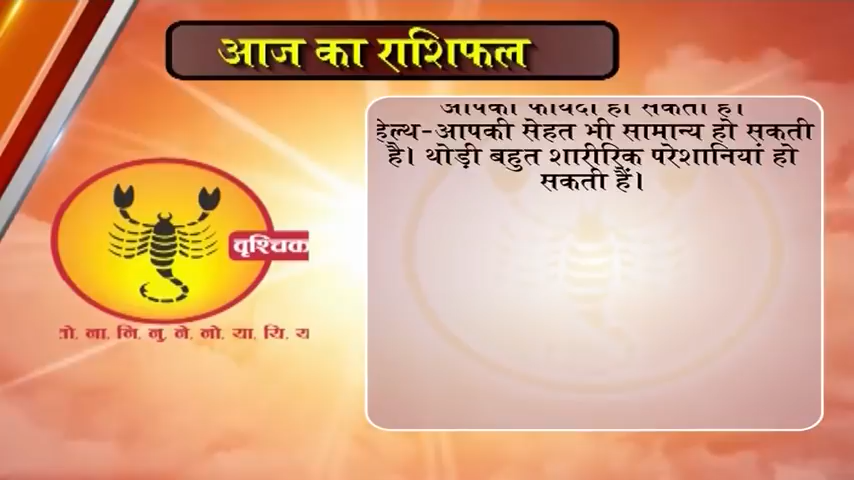 आज का राशिफल
आपको फायदा हो सकता है।
हेल्थ-आपकी सेहत भी सामान्य हो सकती
है। थोड़ी बहुत शारीरिक परेशानियां हो
सकती हैं।
वृश्चिक
ना. नि. नु. ने. नो. या. यि.